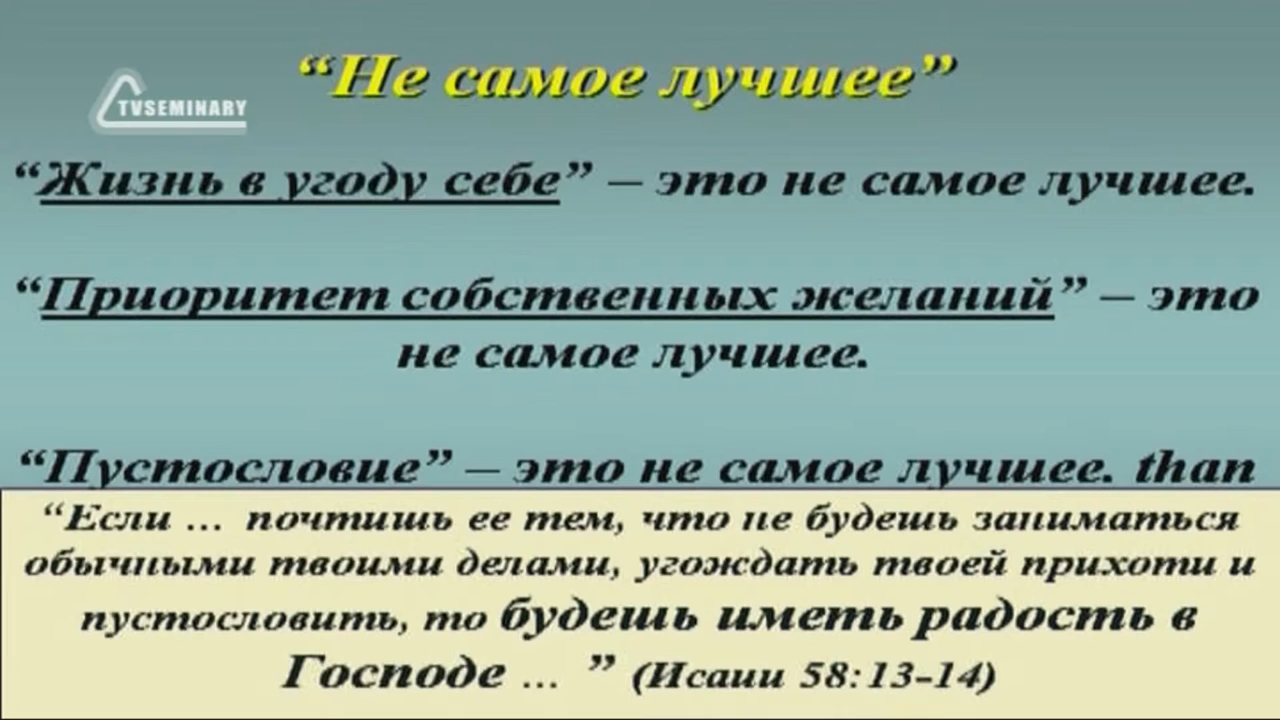 “Не самое лучшее”
TVSEMINARY
“Жизнь в угоду себе” – это не самое лучшее.
“Приоритет собственных желаний” – это
не самое лучшее.
“Пустословие” – это не самое лучшее. than
“Если ... почтишь ее тем, что не будешь заниматься
обычными твоими делами, угождать твоей прихоти и
пустословить, то будешь иметь радость в
Господе ... ” (Исаии 58:13-14)